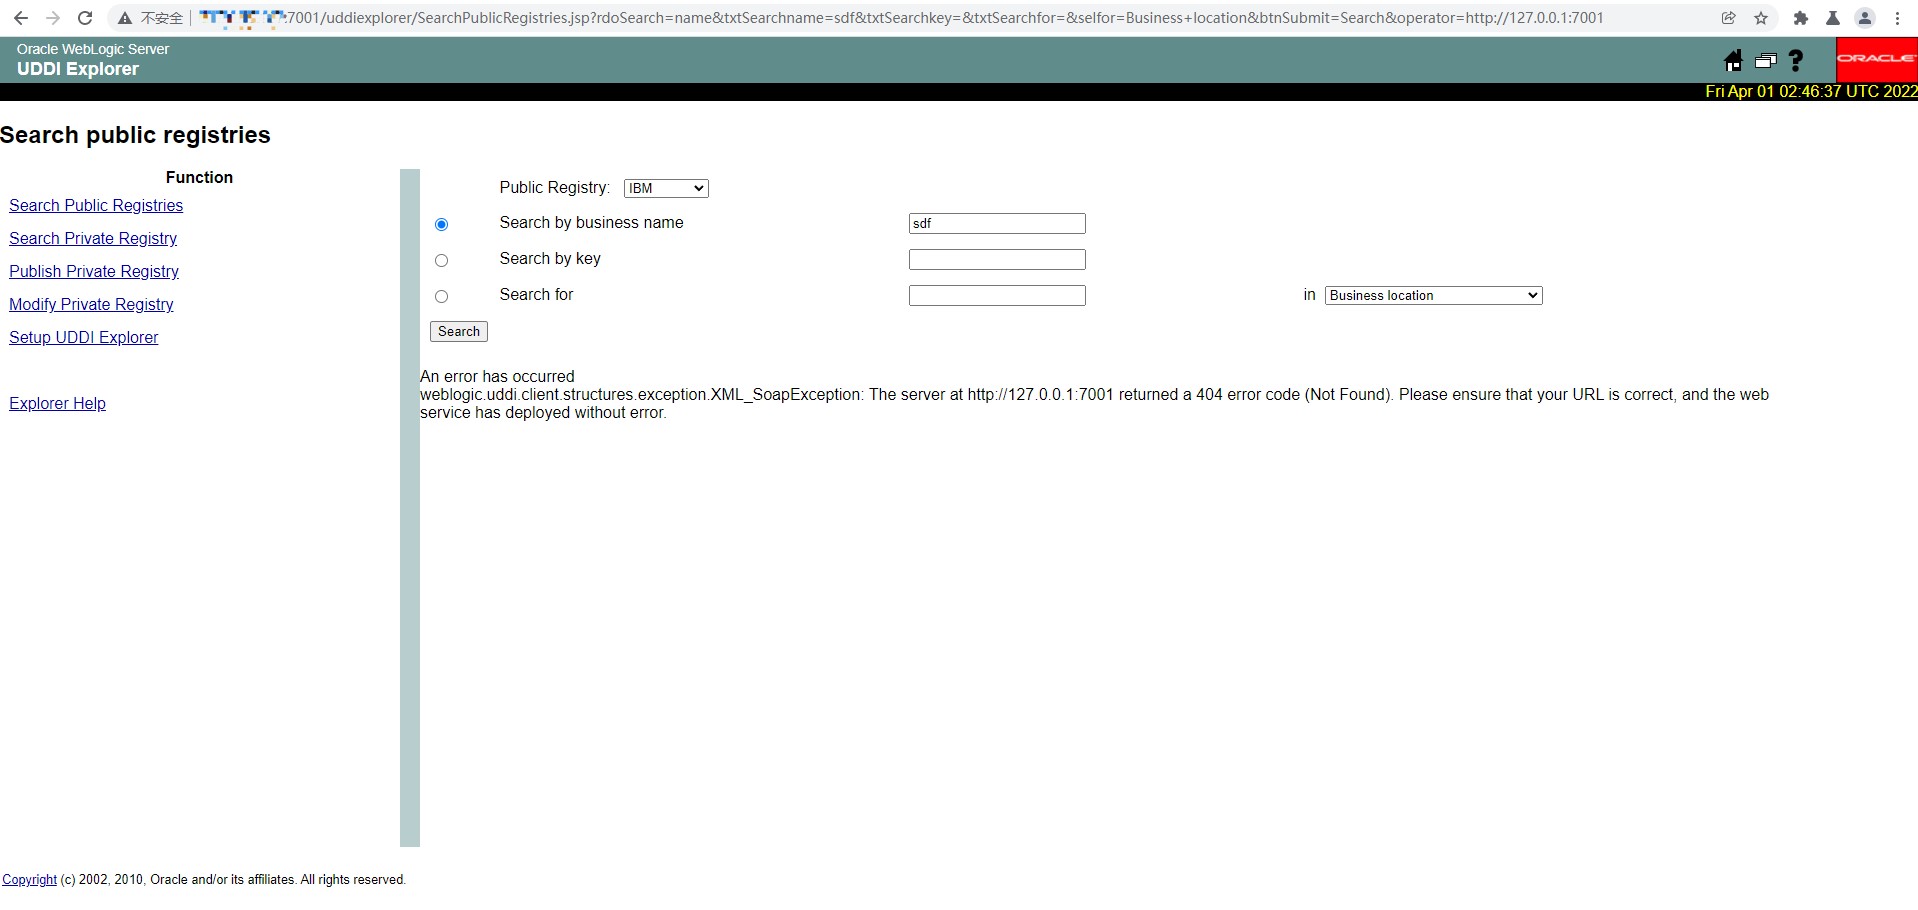 不安全
:7001/uddiexplorer/SearchPublicRegistries.jsp?rdoSearch=name&txtSearchname=sdf&txtSearchkey=&txtSearchfor=&selfor=Business+location&btnSubmit=Search&operator=http://127.0.0.1:7001
Oracle WebLogic Server
UDDI Explorer
ORACLE
Fri Apr 01 02:46:37 UTC 2022
Search public registries
Function
Search Public Registries
Search Private Registry
Publish Private Registry
Modify Private Registry
Setup UDDI Explorer
Explorer Help
Public Registry: IBM
Search by business name sdf
Search by key
Search for in Business location
Search
An error has occurred
weblogic.uddi.client.structures.exception.XML_SoapException: The server at http://127.0.0.1:7001 returned a 404 error code (Not Found). Please ensure that your URL is correct, and the web
service has deployed without error.
Copyright (c) 2002, 2010, Oracle and/or its affiliates. All rights reserved.